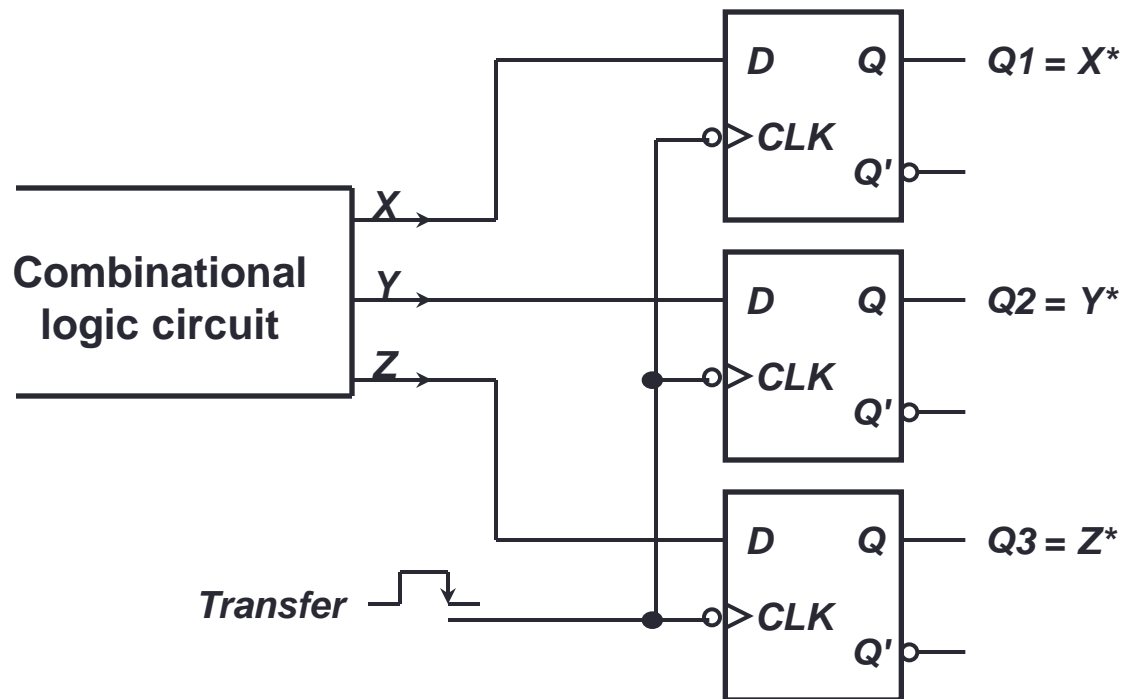 D Q Q1 = X*
CLK
Q'
X
Combinational
logic circuit
Y
D Q Q2 = Y*
Z
CLK
Q'
D Q Q3 = Z*
Transfer
CLK
Q'